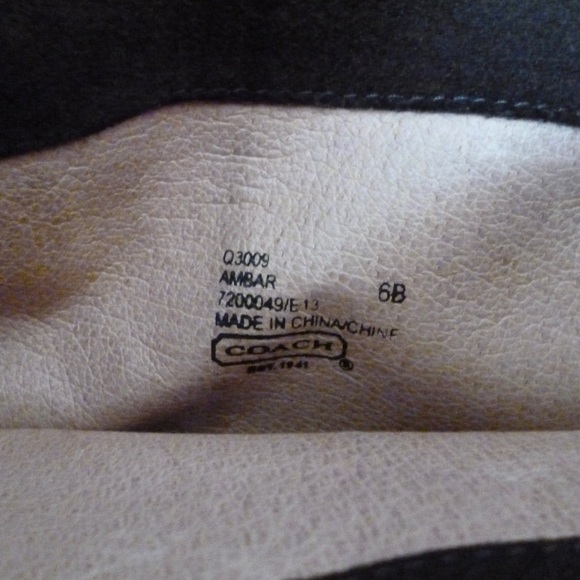 Q3009
AMBAR
7200049/E13 6B
MADE IN CHINA/CHINE
COACH
EST. 1941
®